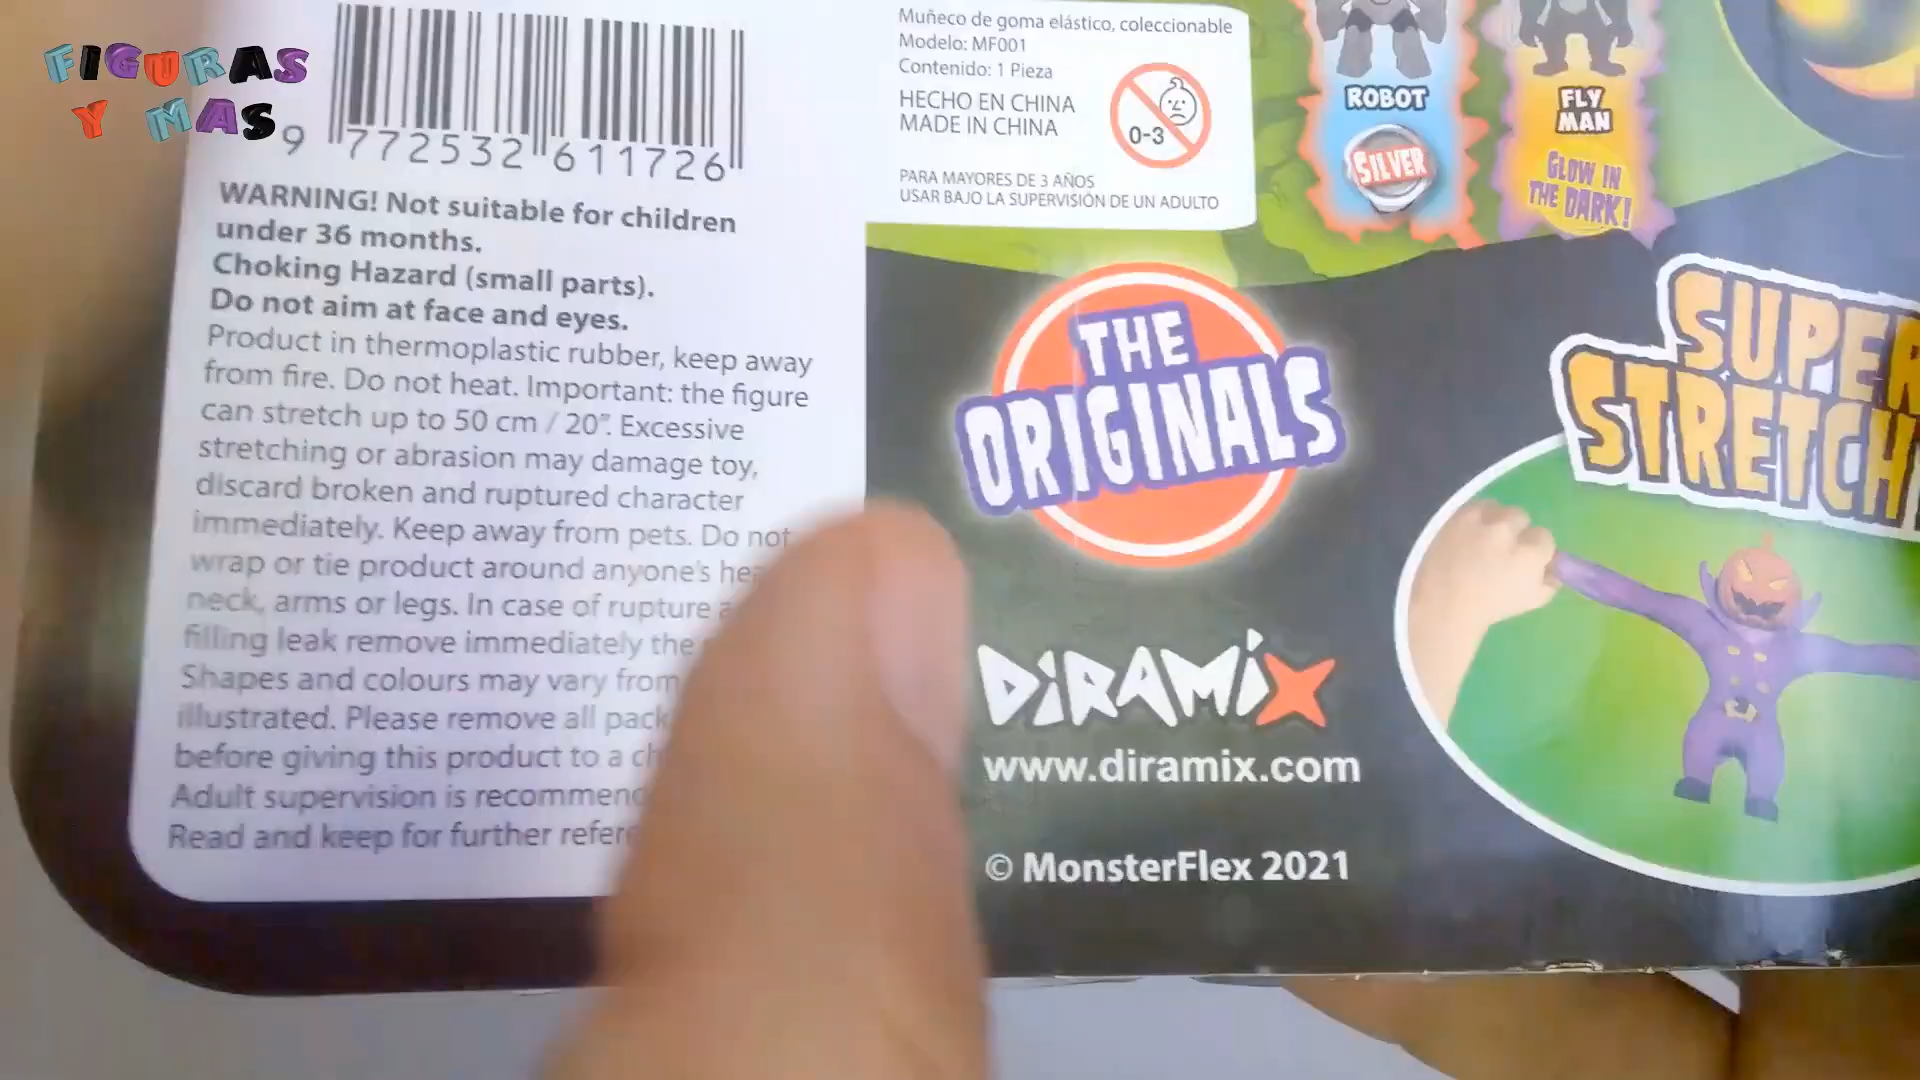 FIGURAS
Y MAS
9 772532 611726
WARNING! Not suitable for children
under 36 months.
Choking Hazard (small parts).
Do not aim at face and eyes.
Product in thermoplastic rubber, keep away
from fire. Do not heat. Important: the figure
can stretch up to 50 cm / 20”. Excessive
stretching or abrasion may damage toy,
discard broken and ruptured character
immediately. Keep away from pets. Do not
wrap or tie product around anyone's
neck, arms or legs. In case of rupture
filling leak remove immediately the
Shapes and colours may vary from
illustrated. Please remove all
before giving this product to a
Adult supervision is
Read and keep for further
Muñeco de goma elástico, coleccionable
Modelo: MF001
Contenido: 1 Pieza
HECHO EN CHINA
MADE IN CHINA
0-3
PARA MAYORES DE 3 AÑOS
USAR BAJO LA SUPERVISIÓN DE UN ADULTO
ROBOT
SILVER
FLY
MAN
GLOW IN
THE DARK!
THE
ORIGINALS
DiRAMiX
www.diramix.com
© MonsterFlex 2021
SUPER
STRETCH